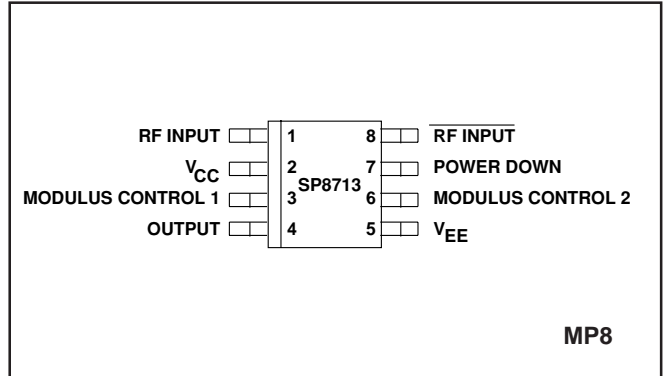 RF INPUT 1 8 RF INPUT
VCC 2 7 POWER DOWN
SP8713
MODULUS CONTROL 1 3 6 MODULUS CONTROL 2
OUTPUT 4 5 VEE
MP8